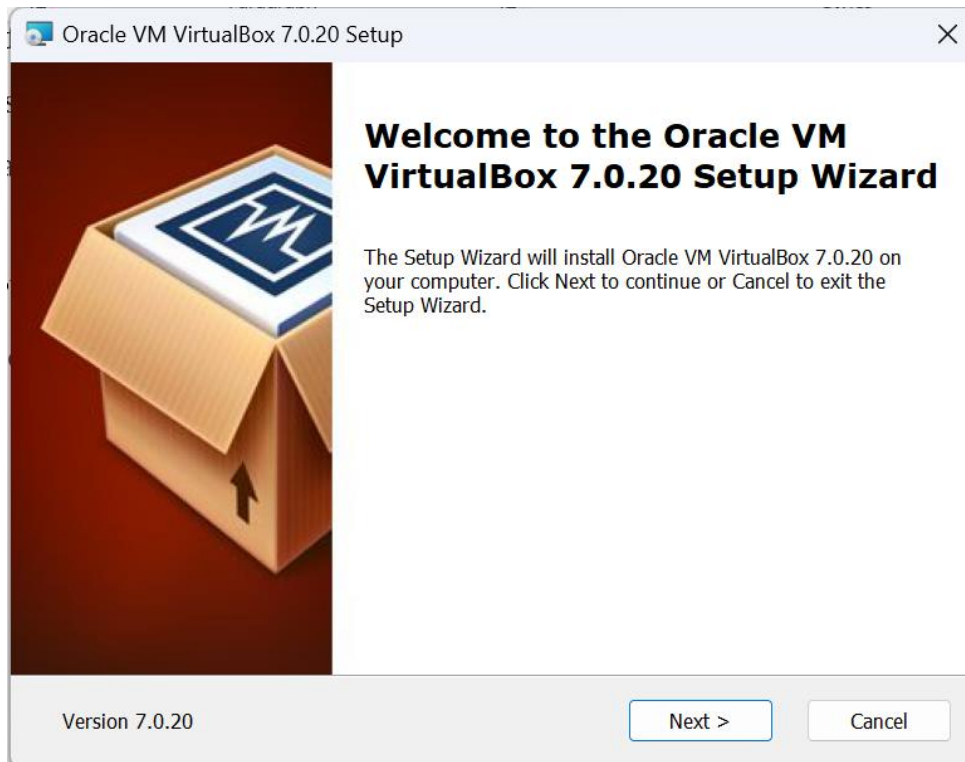 Oracle VM VirtualBox 7.0.20 Setup
Welcome to the Oracle VM
VirtualBox 7.0.20 Setup Wizard
The Setup Wizard will install Oracle VM VirtualBox 7.0.20 on
your computer. Click Next to continue or Cancel to exit the
Setup Wizard.
Version 7.0.20
Next >
Cancel